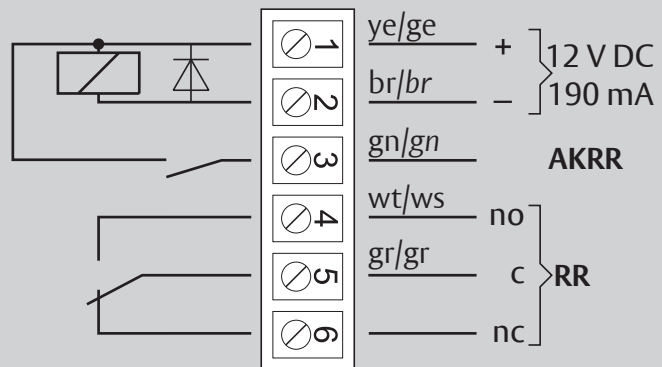 1 ye/ge + 12 V DC
2 br/br – 190 mA
3 gn/gn AKRR
4 wt/ws no
5 gr/gr c RR
6 nc